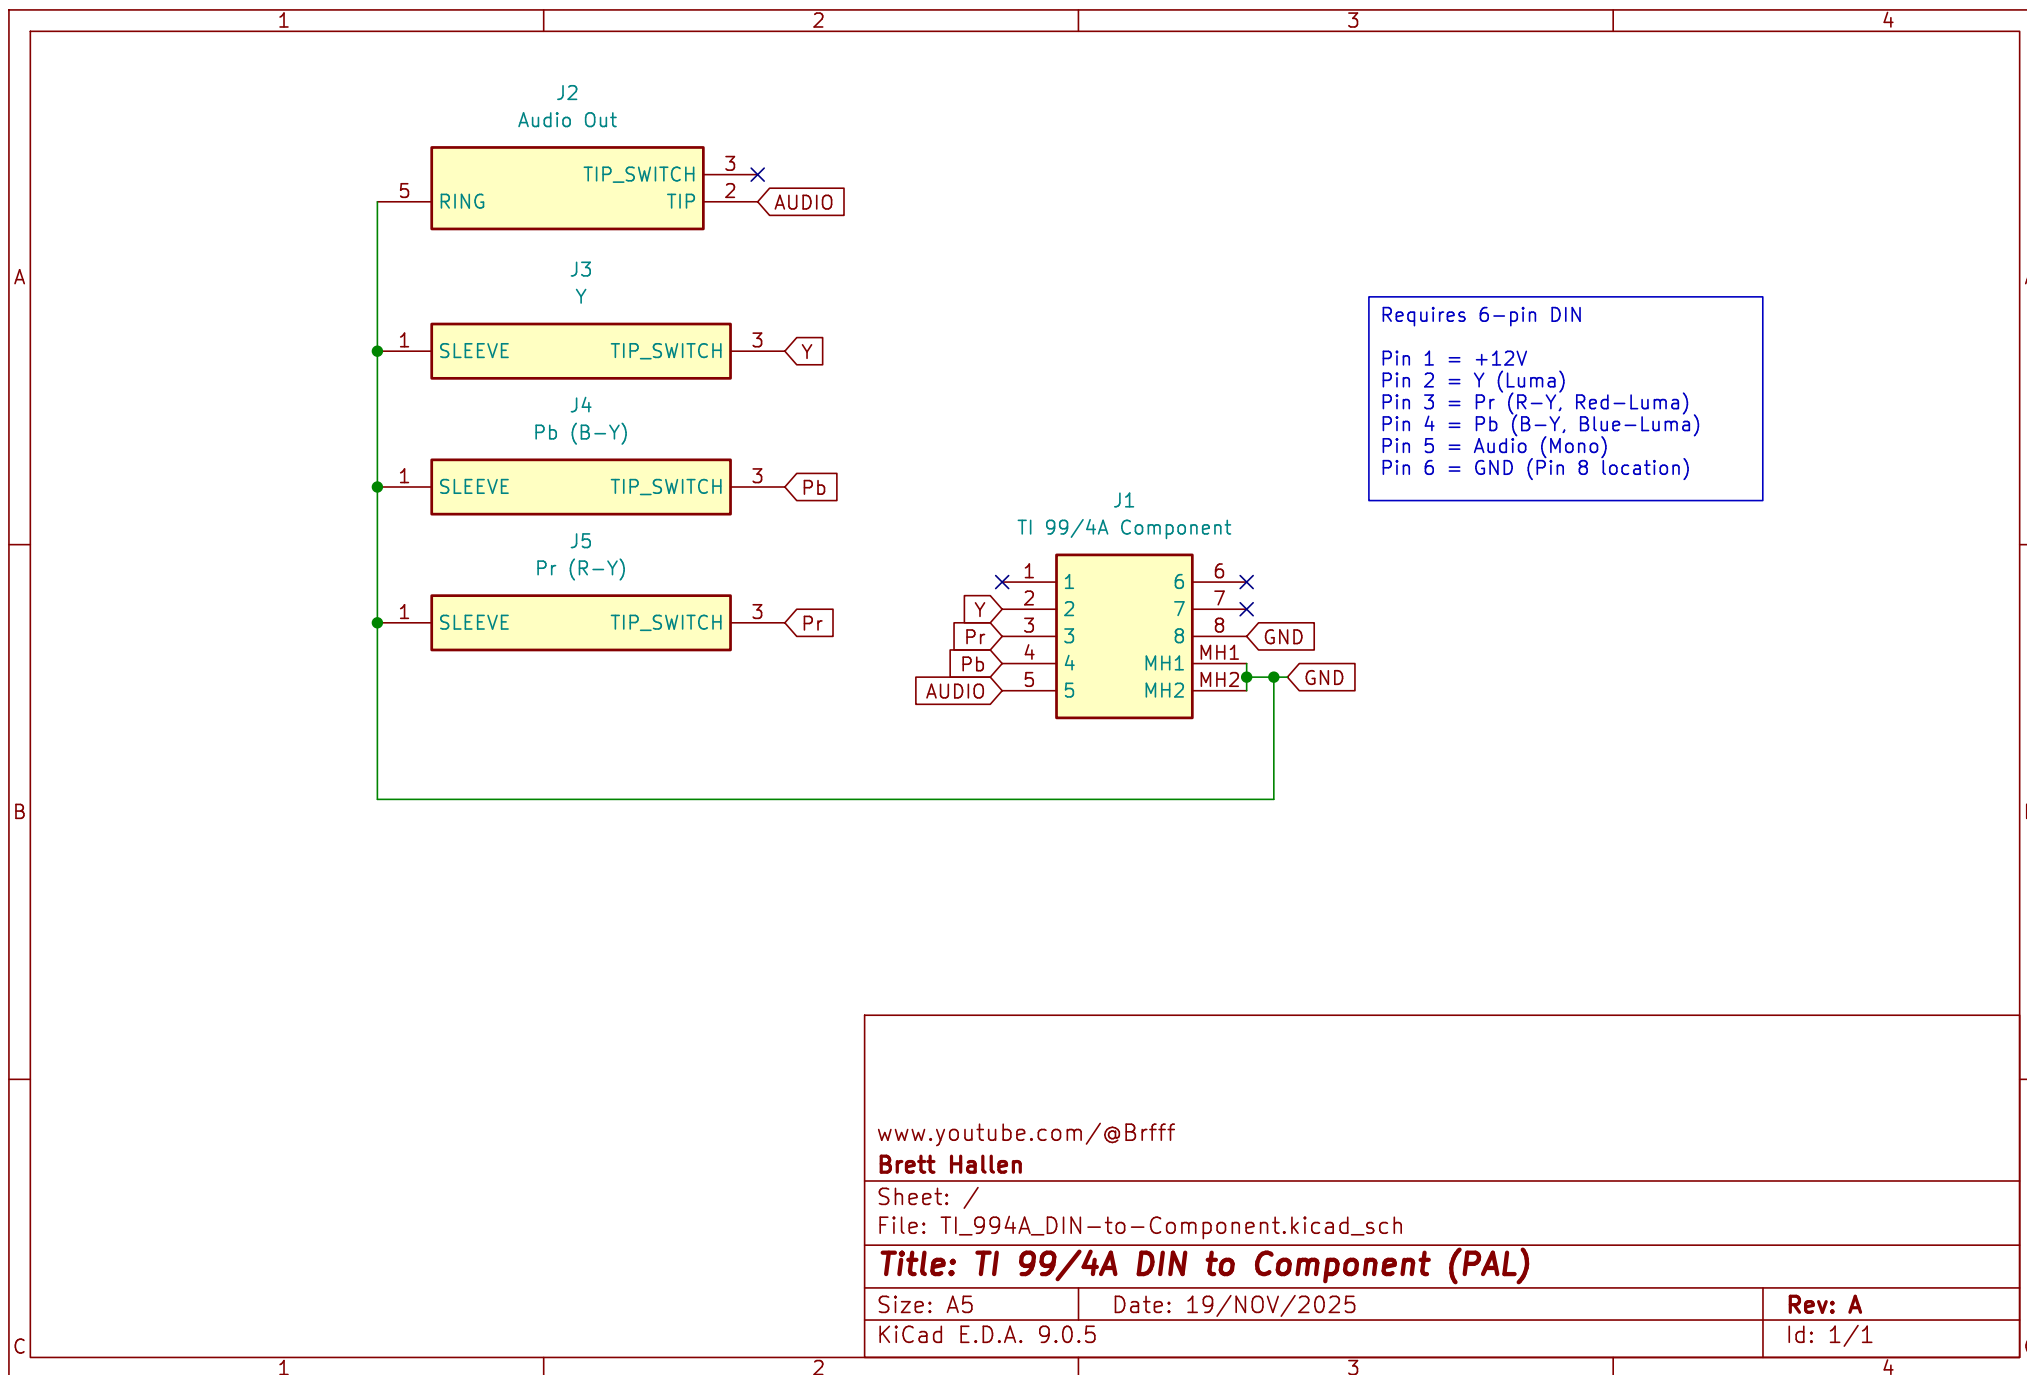 1 2 3 4
J2
Audio Out
3
TIP_SWITCH
5 2
RING TIP AUDIO
A
J3
Y
1 3
SLEEVE TIP_SWITCH Y
J4
Pb (B-Y)
1 3
SLEEVE TIP_SWITCH Pb
J5
Pr (R-Y)
1 3
SLEEVE TIP_SWITCH Pr
Requires 6-pin DIN
Pin 1 = +12V
Pin 2 = Y (Luma)
Pin 3 = Pr (R-Y, Red-Luma)
Pin 4 = Pb (B-Y, Blue-Luma)
Pin 5 = Audio (Mono)
Pin 6 = GND (Pin 8 location)
J1
TI 99/4A Component
1 1 6 6
Y 2 2 7 7
Pr 3 3 8 8 GND
Pb 4 4 MH1 MH1
GND
AUDIO 5 5 MH2 MH2
B
www.youtube.com/@Brfff
Brett Hallen
Sheet: /
File: TI_994A_DIN-to-Component.kicad_sch
Title: TI 99/4A DIN to Component (PAL)
Size: A5 Date: 19/NOV/2025 Rev: A
KiCad E.D.A. 9.0.5 Id: 1/1
C
1 2 3 4